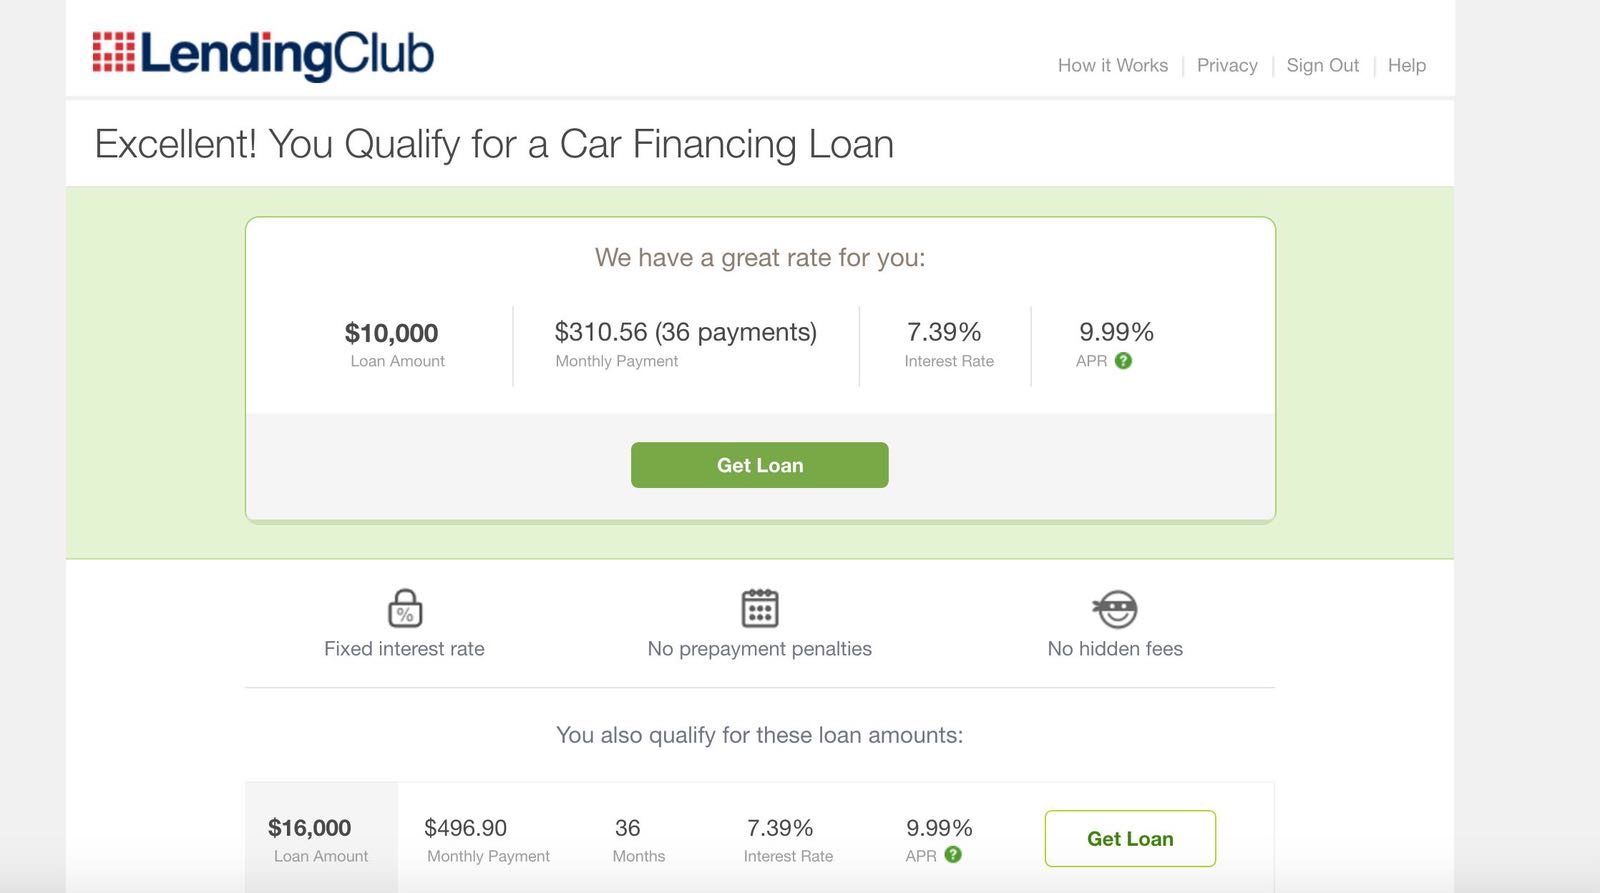 LendingClub
How it Works | Privacy | Sign Out | Help
Excellent! You Qualify for a Car Financing Loan
We have a great rate for you:
$10,000 $310.56 (36 payments) 7.39% 9.99%
Loan Amount Monthly Payment Interest Rate APR ?
Get Loan
%
Fixed interest rate No prepayment penalties No hidden fees
You also qualify for these loan amounts:
$16,000 $496.90 36 7.39% 9.99%
Loan Amount Monthly Payment Months Interest Rate APR ?
Get Loan